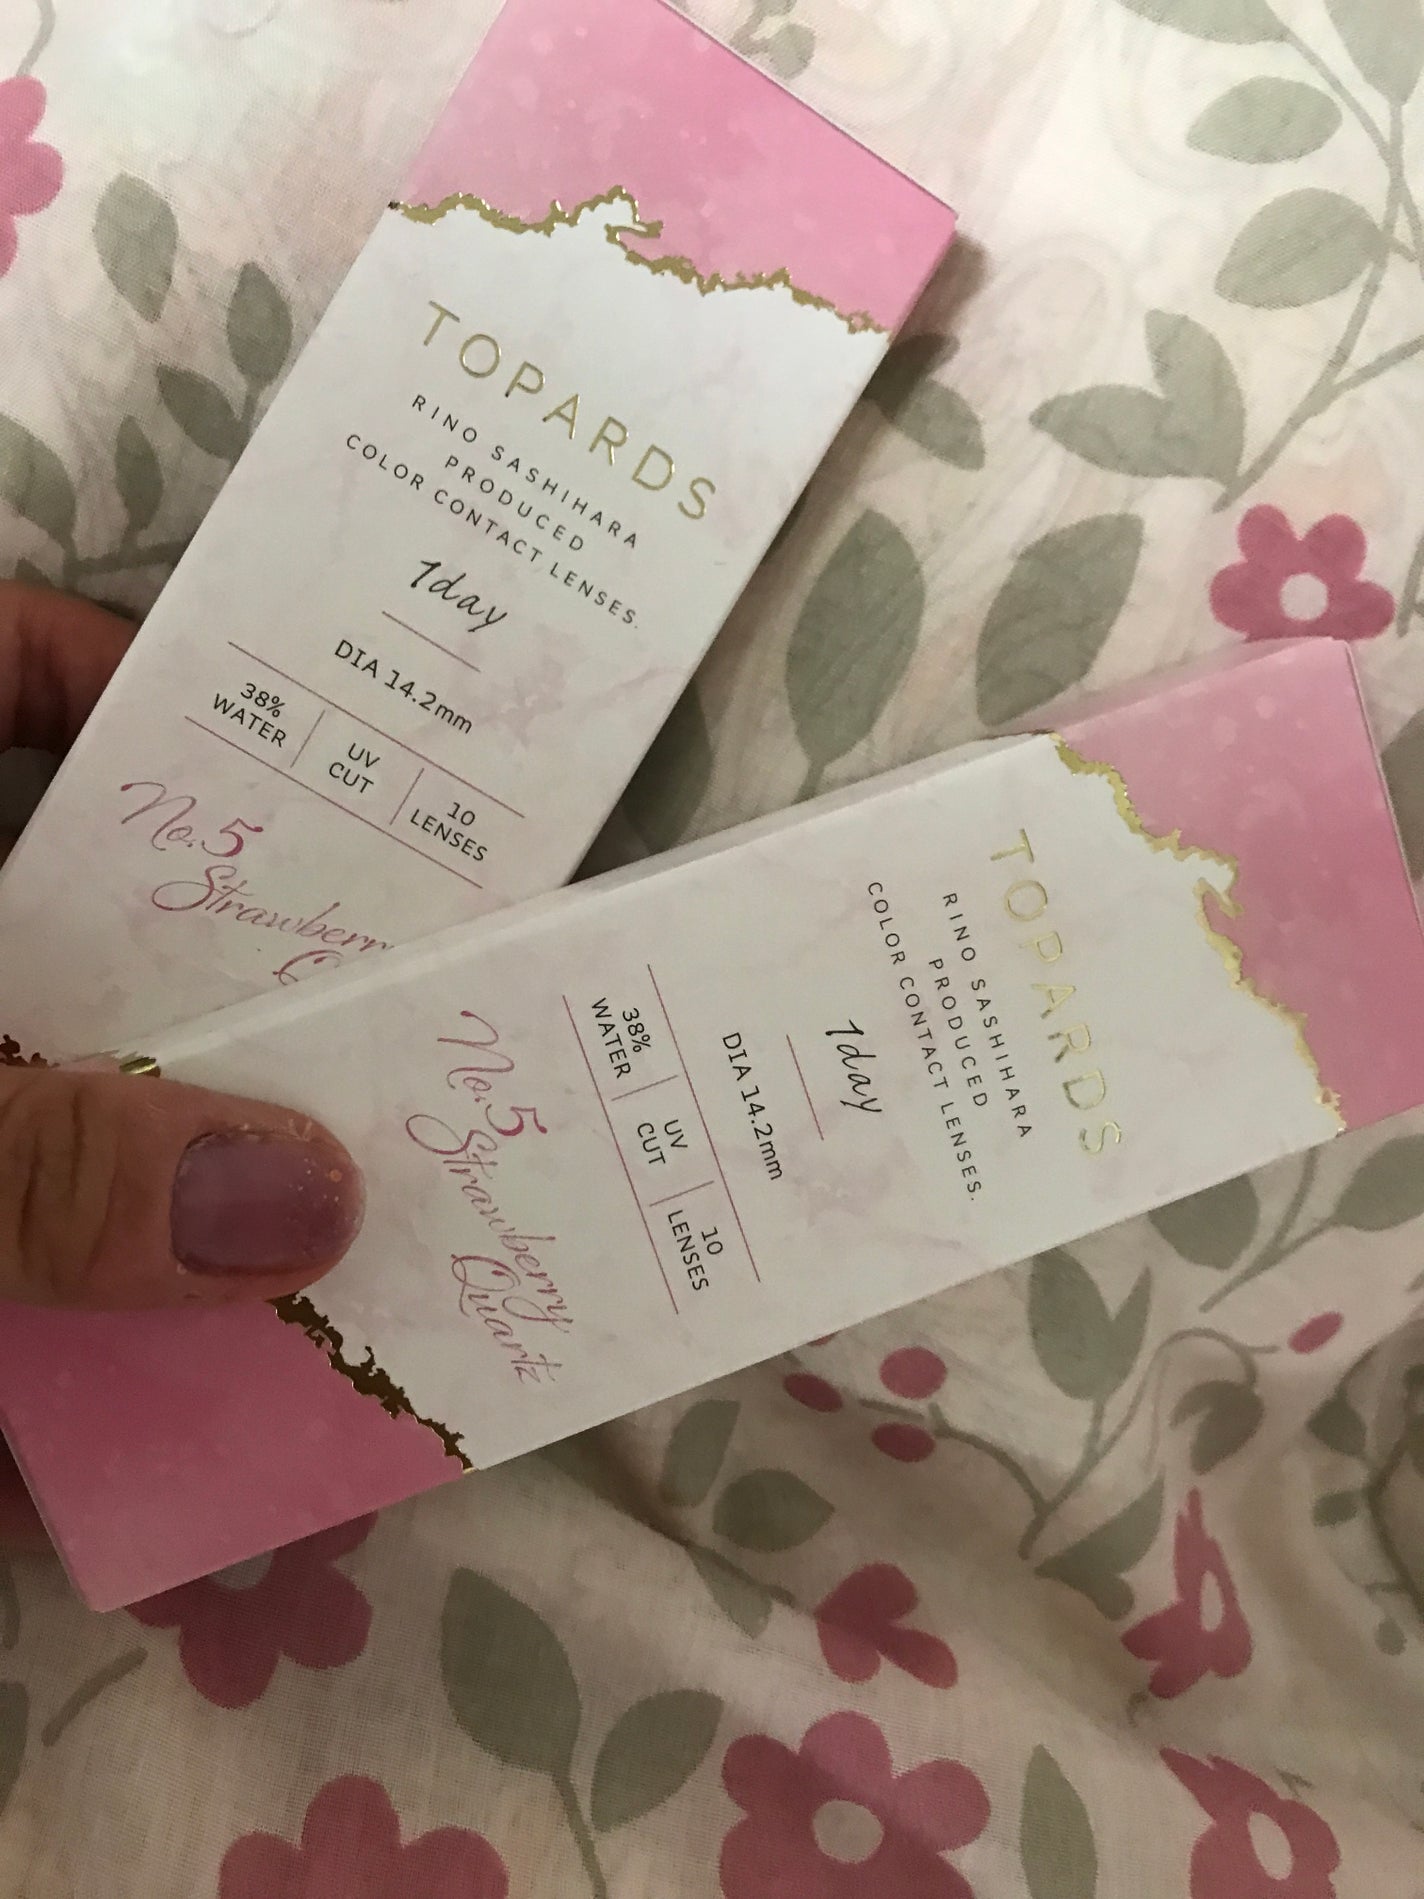 TOPARDS
RINO SASHIHARA
PRODUCED
COLOR CONTACT LENSES.
1day
DIA 14.2mm
38%
WATER
UV
CUT
10
LENSES
No.5
Strawberr
TOPARDS
RINO SASHIHARA
PRODUCED
COLOR CONTACT LENSES.
1day
DIA 14.2mm
38%
WATER
UV
CUT
10
LENSES
No.5
Strawberry
Quartz